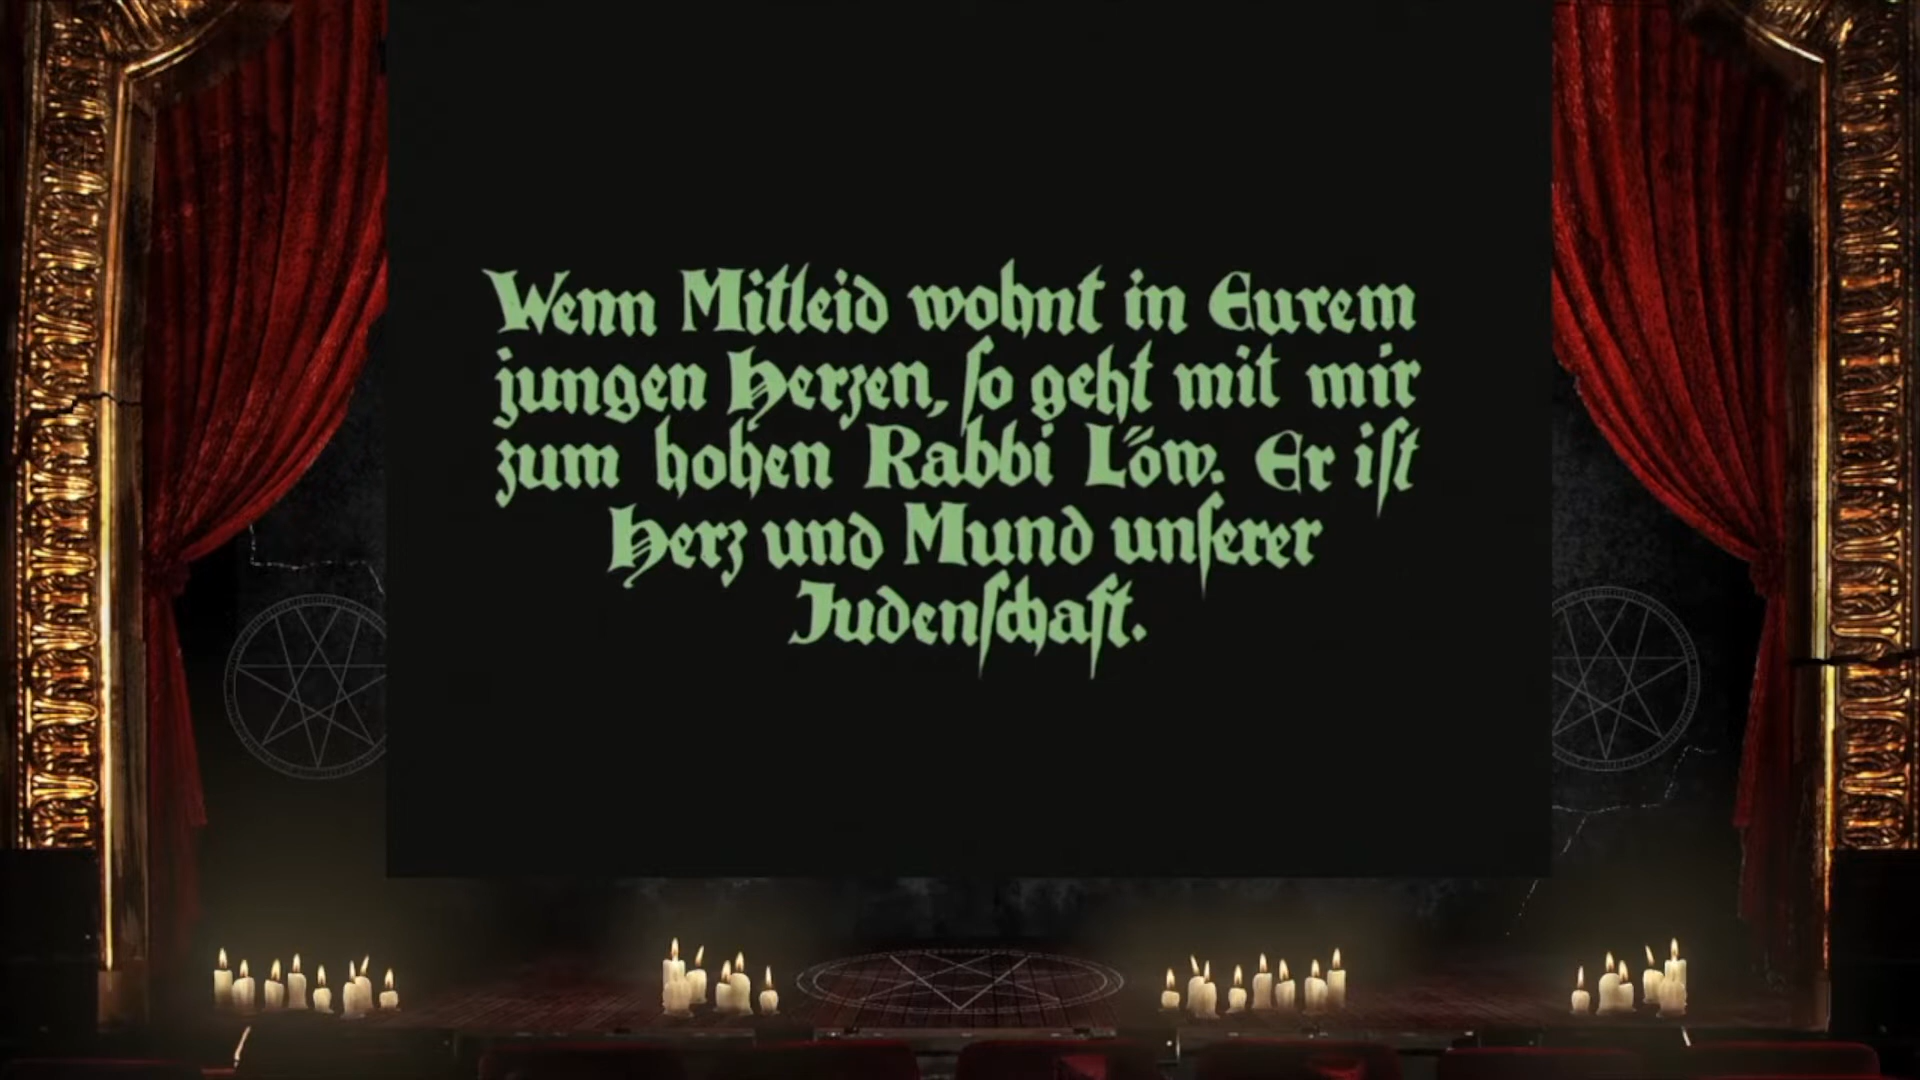 Wenn Mitleid wohnt in Eurem
jungen Herzen, so geht mit mir
zum hohen Rabbi Löw. Er ist
Herz und Mund unserer
Judenschaft.